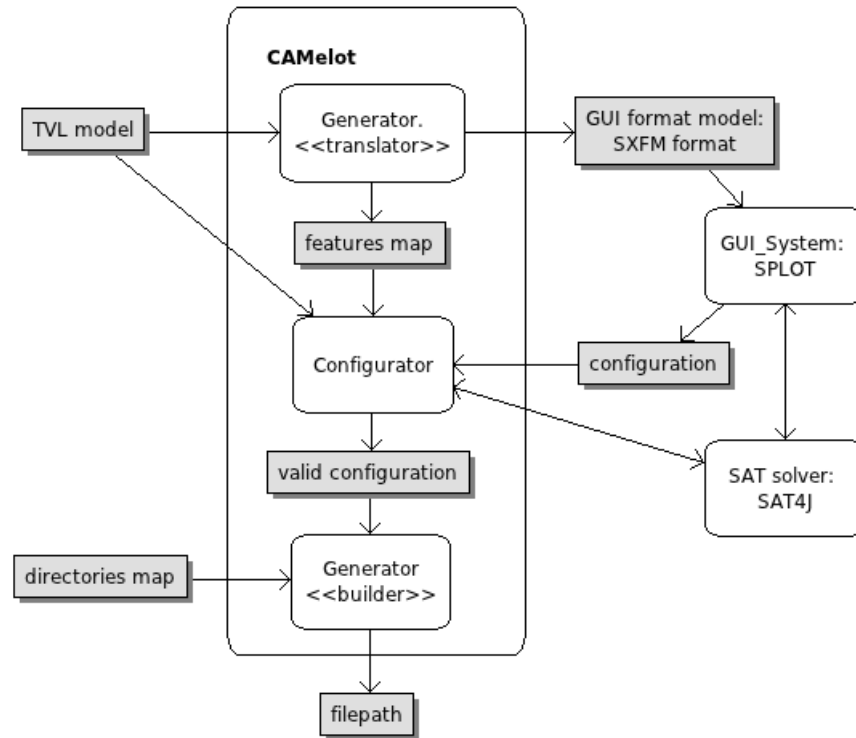 CAMelot
TVL model
Generator.
<<translator>>
GUI format model:
SXFM format
features map
GUI_System:
SPLOT
Configurator
configuration
valid configuration
SAT solver:
SAT4J
directories map
Generator
<<builder>>
filepath